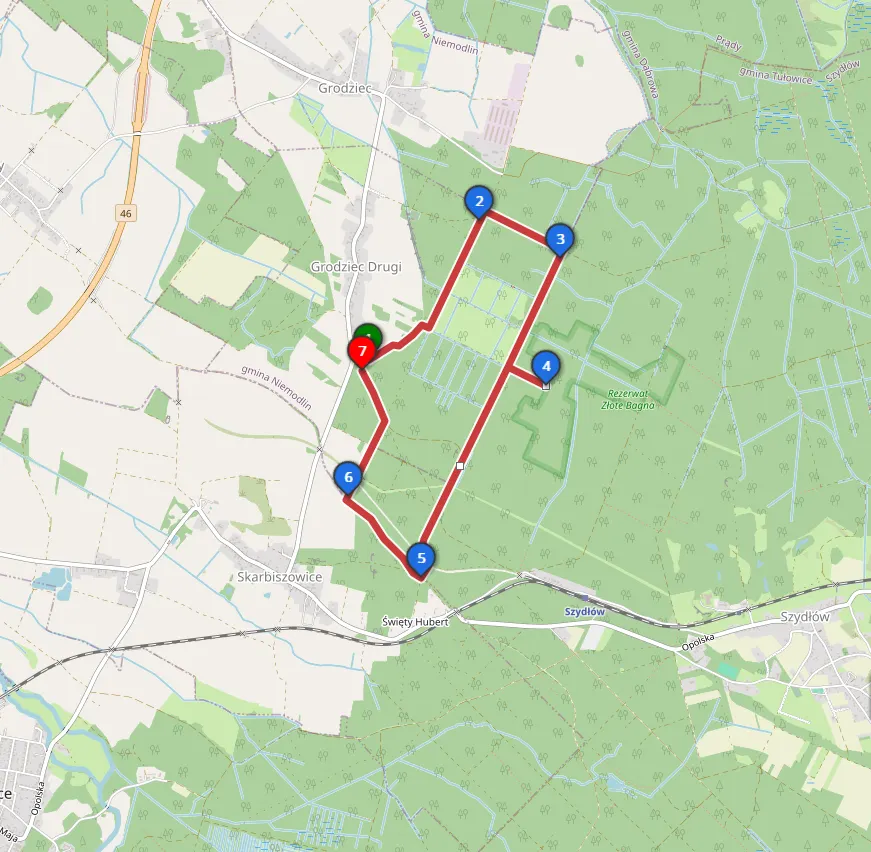 gmina Niemodlin
gmina Dąbrowa
Prądy
gmina Tułowice
Szydłów
Grodziec
2
46
3
Grodziec Drugi
1
7
4
gmina Niemodlin
Rezerwat
Złote Bagna
6
5
Skarbiszowice
Szydłów
Święty Hubert
Szydłów
Opolska
ce
Opolska
Maja